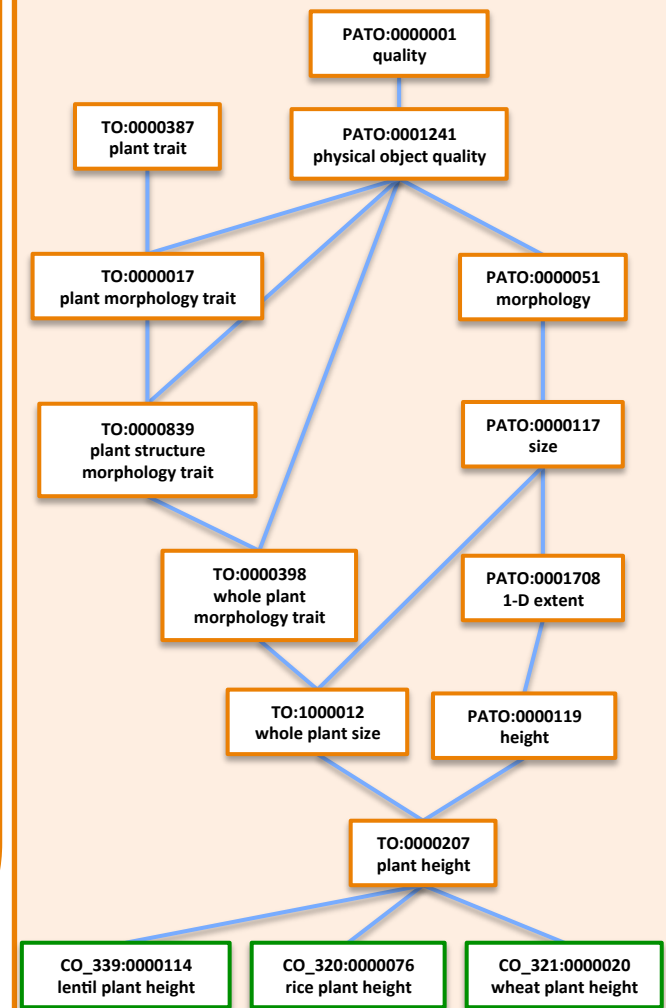 PATO:0000001
quality
TO:0000387
plant trait
PATO:0001241
physical object quality
TO:0000017
plant morphology trait
PATO:0000051
morphology
TO:0000839
plant structure
morphology trait
PATO:0000117
size
TO:0000398
whole plant
morphology trait
PATO:0001708
1-D extent
TO:1000012
whole plant size
PATO:0000119
height
TO:0000207
plant height
CO_339:0000114
lentil plant height
CO_320:0000076
rice plant height
CO_321:0000020
wheat plant height